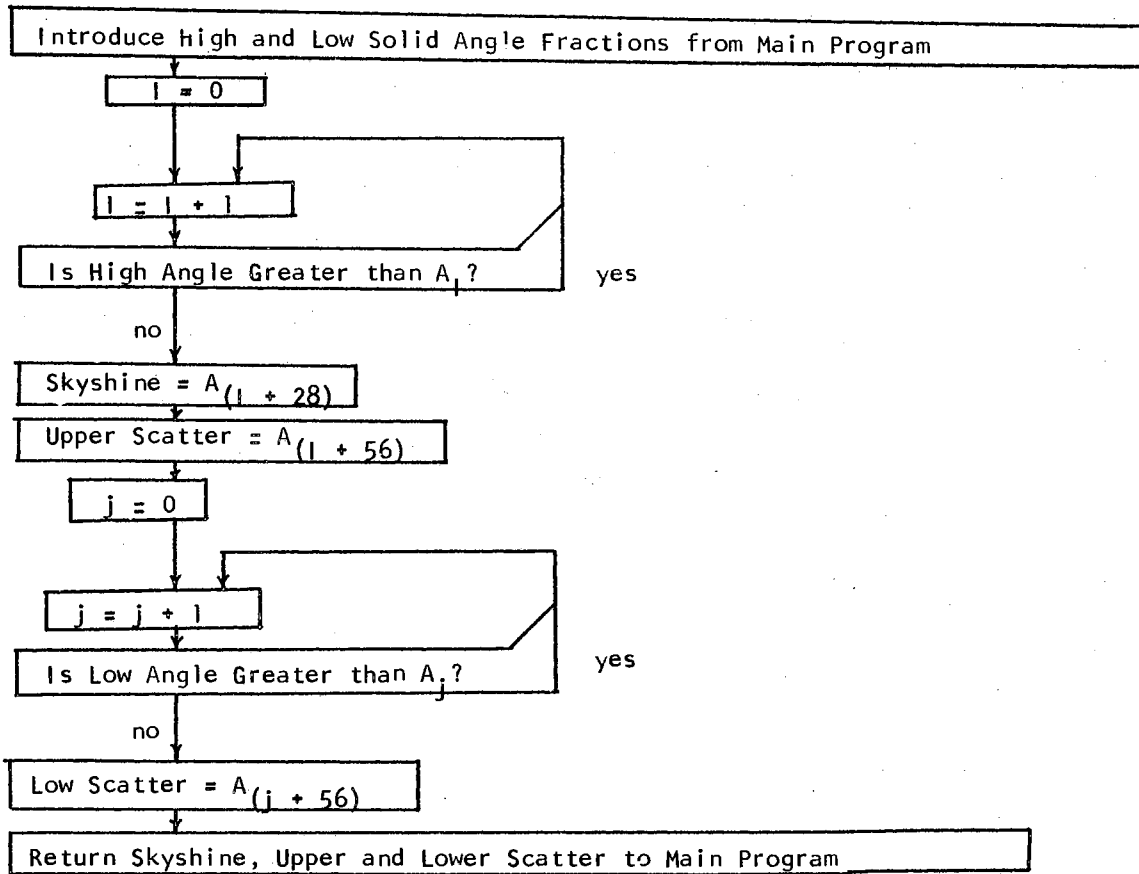 Introduce High and Low Solid Angle Fractions from Main Program
I = 0
I = I + 1
Is High Angle Greater than A_I?
yes
no
Skyshine = A_(I + 28)
Upper Scatter = A_(I + 56)
j = 0
j = j + 1
Is Low Angle Greater than A_j?
yes
no
Low Scatter = A_(j + 56)
Return Skyshine, Upper and Lower Scatter to Main Program